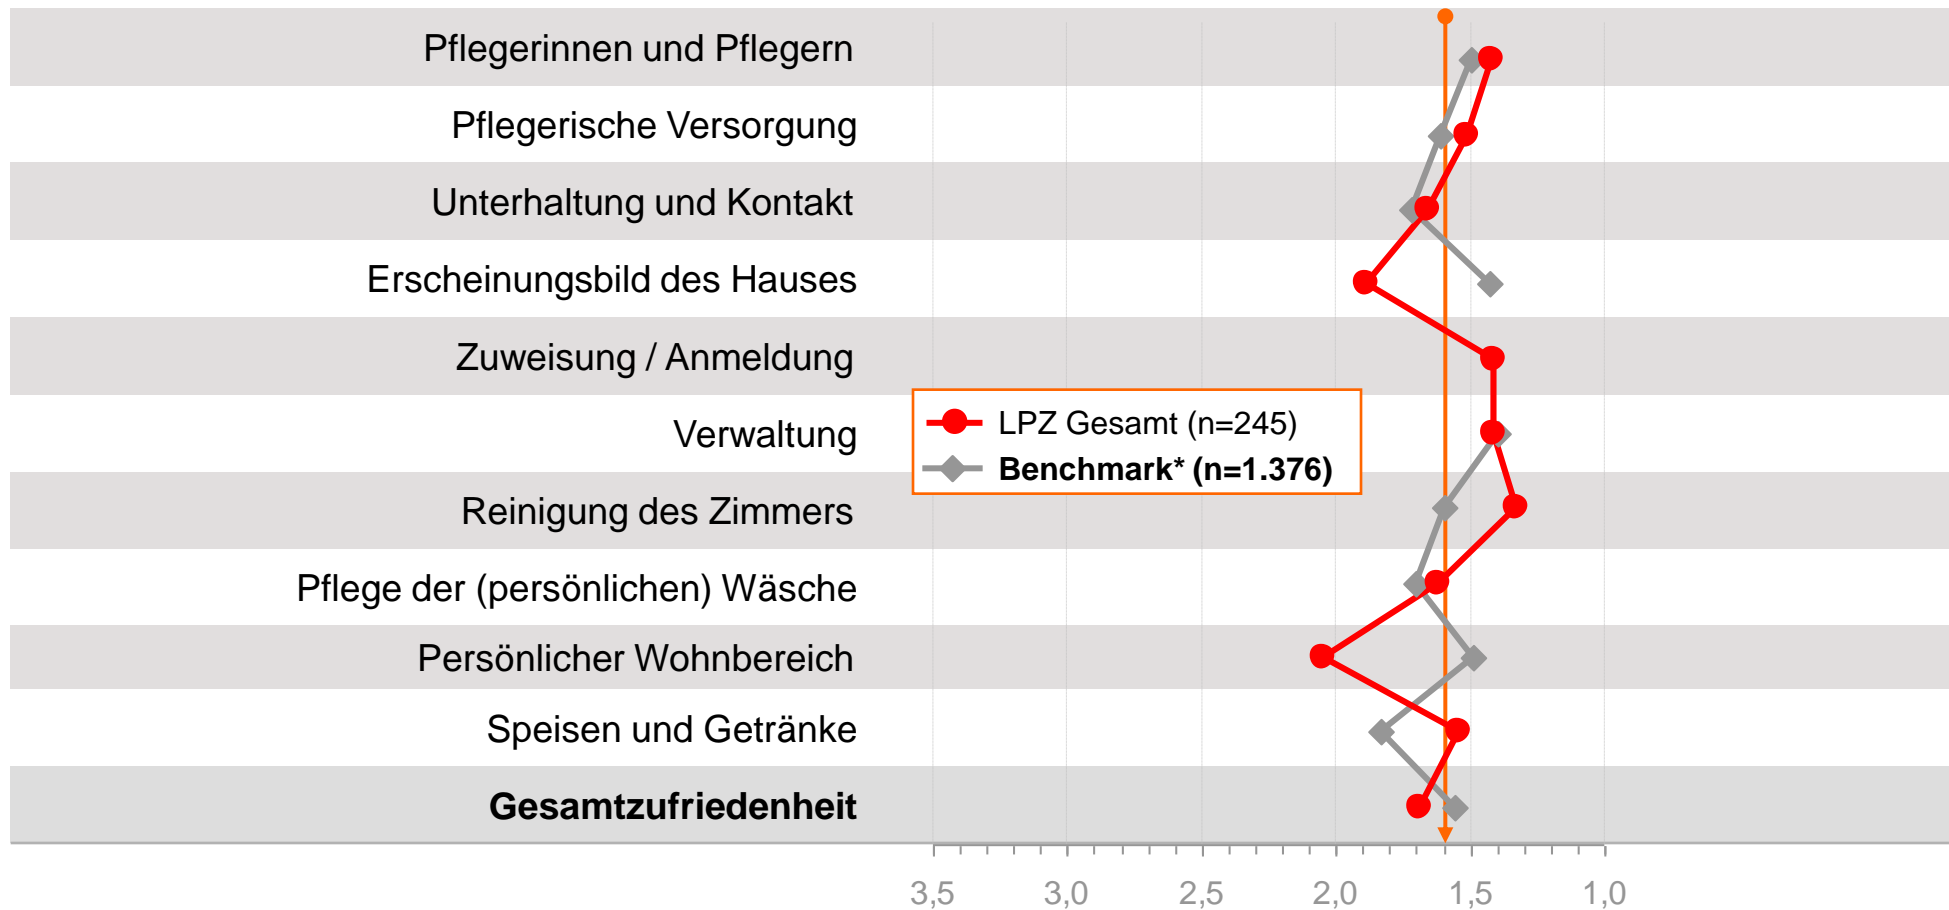 Pflegerinnen und Pflegern
Pflegerische Versorgung
Unterhaltung und Kontakt
Erscheinungsbild des Hauses
Zuweisung / Anmeldung
Verwaltung
Reinigung des Zimmers
Pflege der (persönlichen) Wäsche
Persönlicher Wohnbereich
Speisen und Getränke
Gesamtzufriedenheit
LPZ Gesamt (n=245)
Benchmark* (n=1.376)
3,5 3,0 2,5 2,0 1,5 1,0